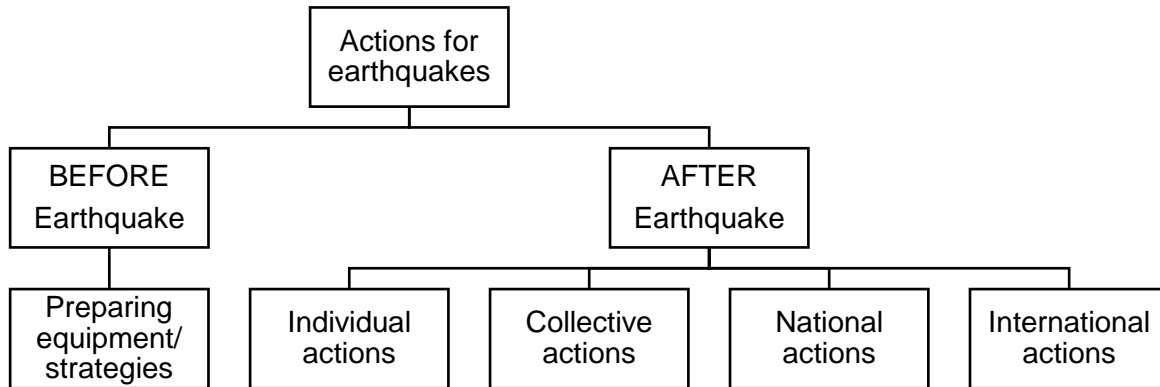 Actions for
earthquakes
BEFORE
Earthquake
AFTER
Earthquake
Preparing
equipment/
strategies
Individual
actions
Collective
actions
National
actions
International
actions